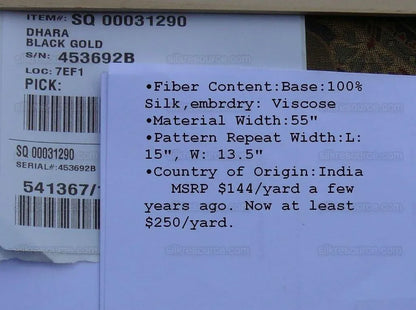 ITEM#: SQ 00031290
DHARA
BLACK GOLD
S/N: 453692B
LOC: 7EF1
PICK:
SQ 00031290
SERIAL#:453692B
541367/
•Fiber Content:Base:100%
Silk,embrdry: Viscose
•Material Width:55"
•Pattern Repeat Width:L:
15", W: 13.5"
•Country of Origin:India
MSRP $144/yard a few
years ago. Now at least
$250/yard.
silkresource.com